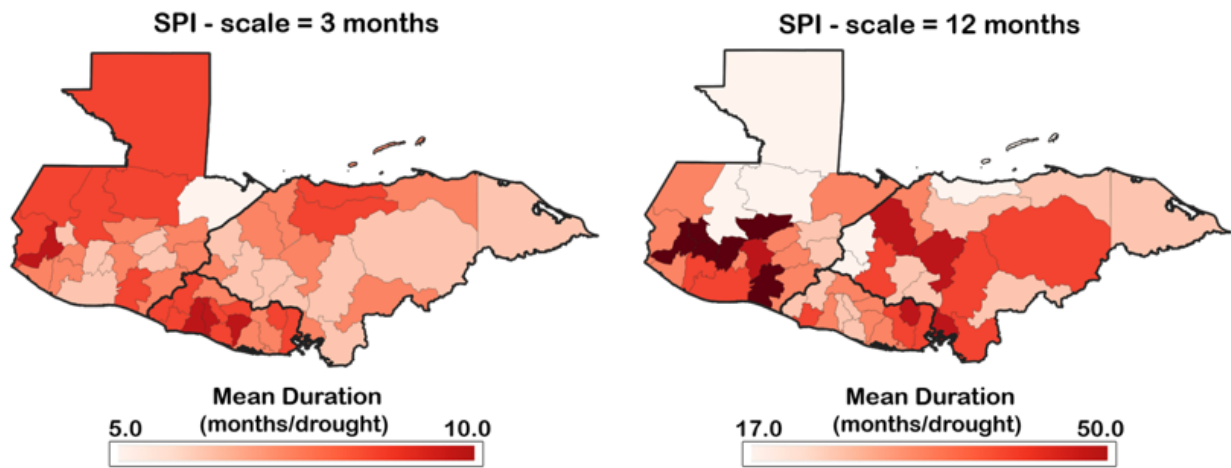 SPI - scale = 3 months
SPI - scale = 12 months
Mean Duration
(months/drought)
5.0
10.0
Mean Duration
(months/drought)
17.0
50.0